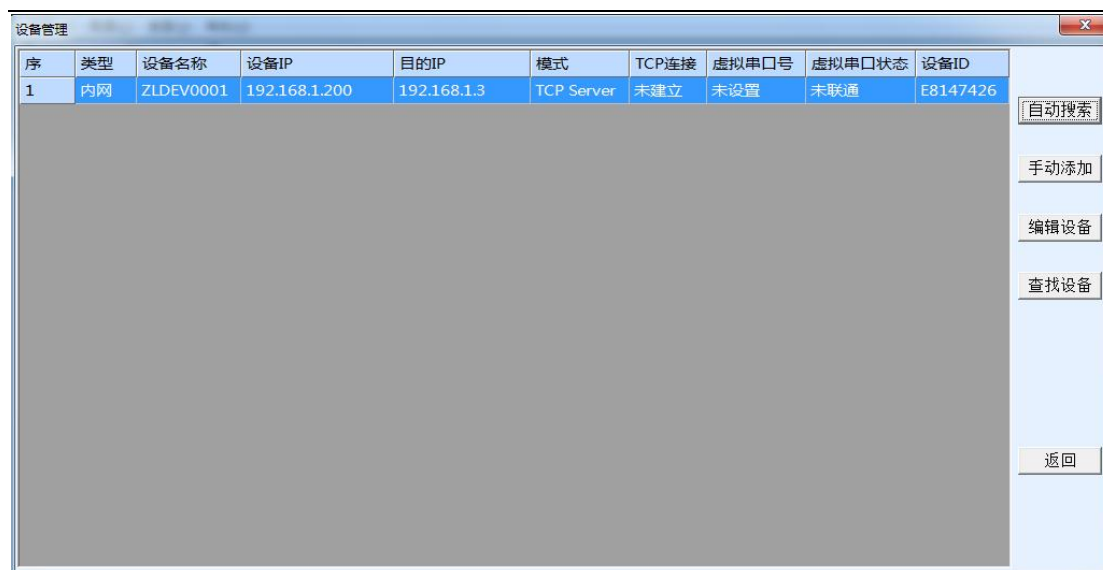 设备管理
序 类型 设备名称 设备IP 目的IP 模式 TCP连接 虚拟串口号 虚拟串口状态 设备ID
1 内网 ZLDEV0001 192.168.1.200 192.168.1.3 TCP Server 未建立 未设置 未联通 E8147426
自动搜索
手动添加
编辑设备
查找设备
返回